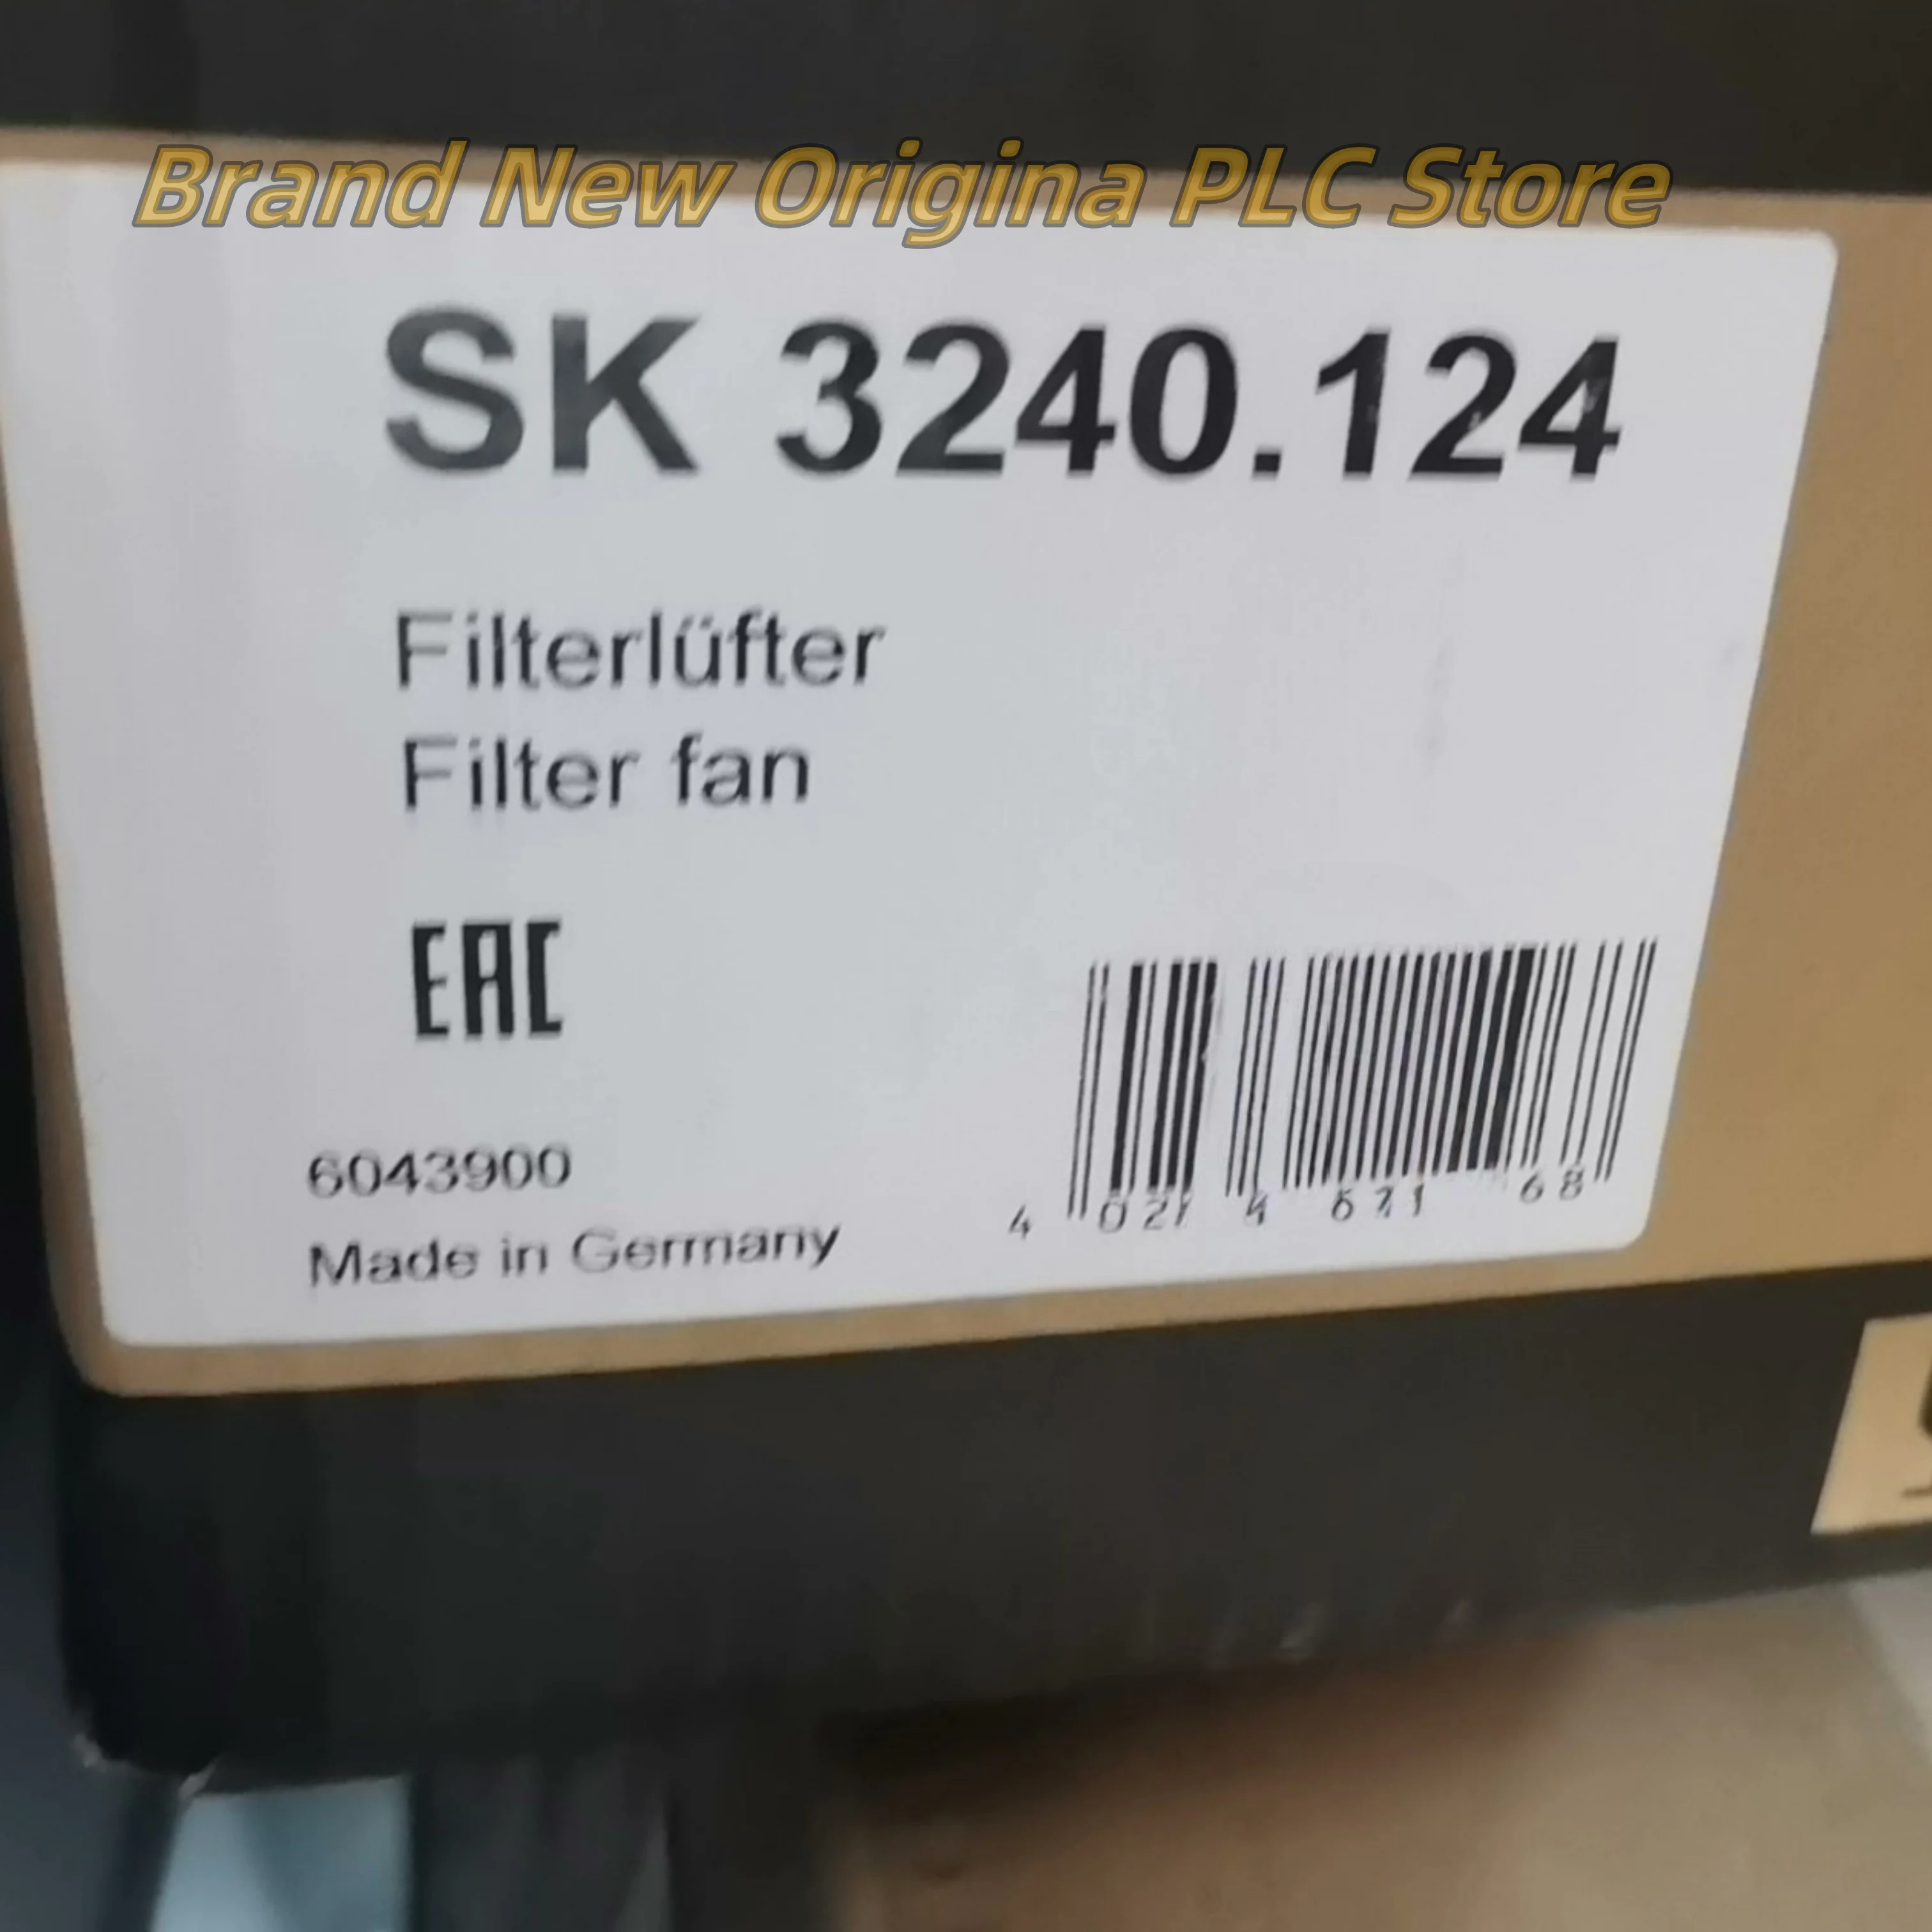 Brand New Origina PLC Store
SK 3240.124
Filterlüfter
Filter fan
EAC
6043900
Made in Germany